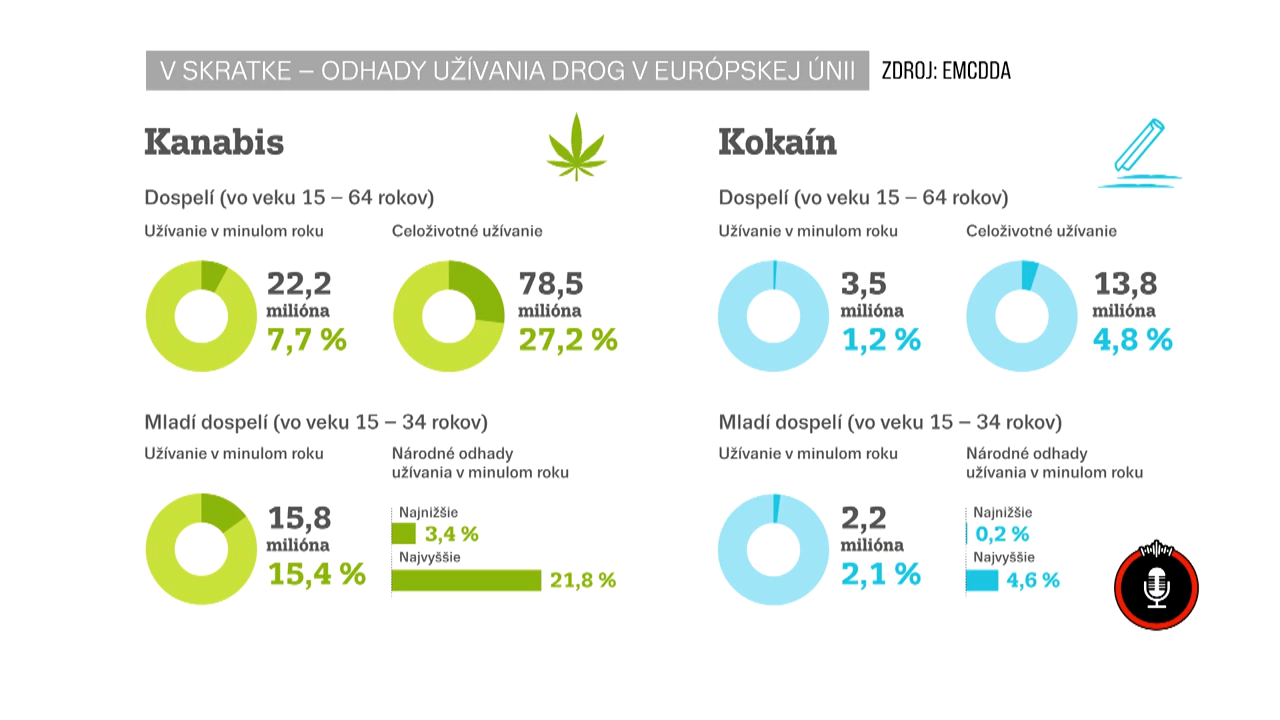 V SKRATKE – ODHADY UŽÍVANIA DROG V EURÓPSKEJ ÚNII
ZDROJ: EMCDDA
Kanabis
Dospelí (vo veku 15 – 64 rokov)
Užívanie v minulom roku
22,2
milióna
7,7 %
Celoživotné užívanie
78,5
milióna
27,2 %
Mladí dospelí (vo veku 15 – 34 rokov)
Užívanie v minulom roku
15,8
milióna
15,4 %
Národné odhady
užívania v minulom roku
Najnižšie
3,4 %
Najvyššie
21,8 %
Kokaín
Dospelí (vo veku 15 – 64 rokov)
Užívanie v minulom roku
3,5
milióna
1,2 %
Celoživotné užívanie
13,8
milióna
4,8 %
Mladí dospelí (vo veku 15 – 34 rokov)
Užívanie v minulom roku
2,2
milióna
2,1 %
Národné odhady
užívania v minulom roku
Najnižšie
0,2 %
Najvyššie
4,6 %